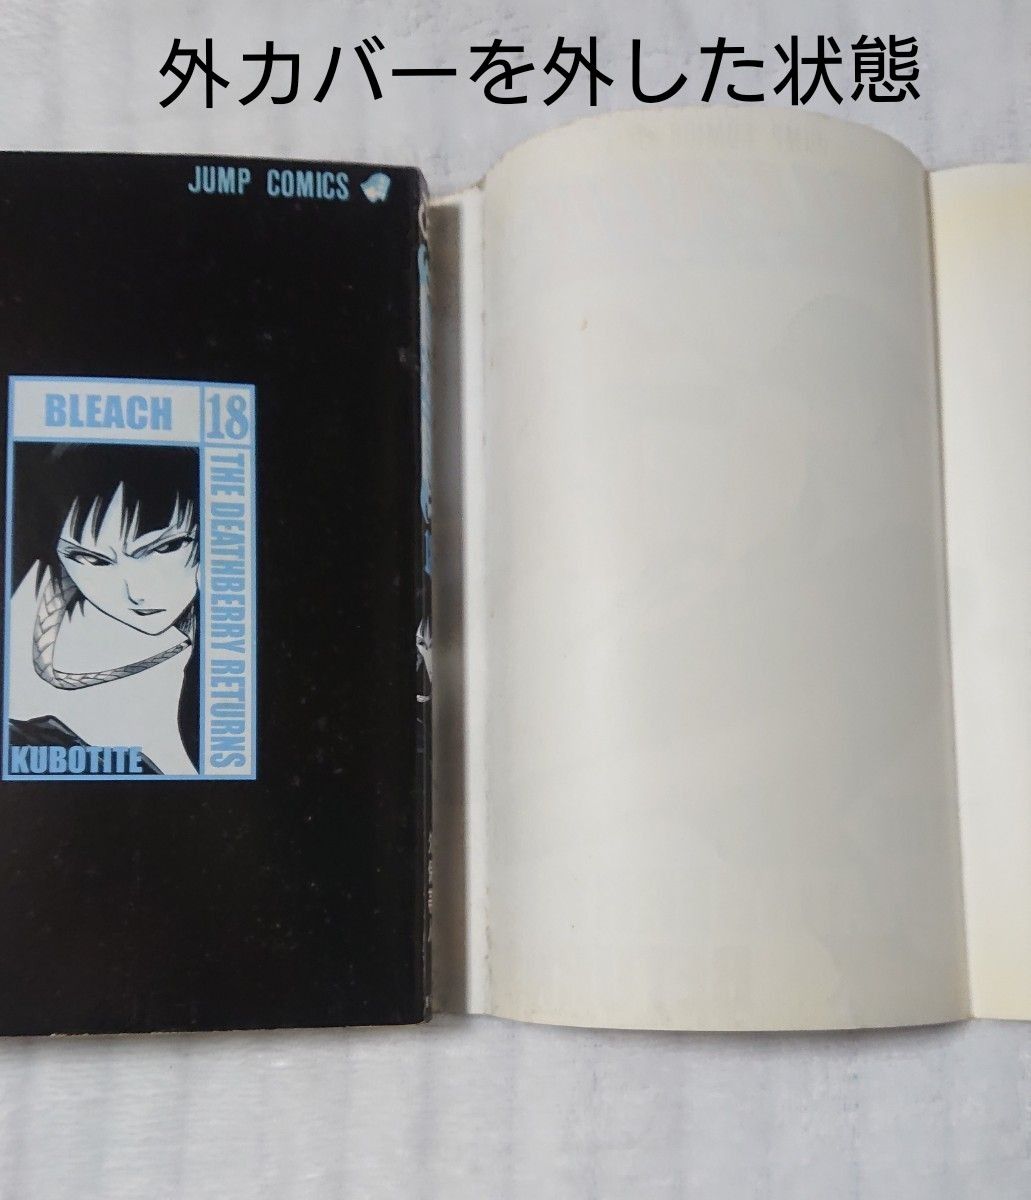 外カバーを外した状態
JUMP COMICS
BLEACH
18
THE DEATHBERRY RETURNS
KUBOTITE